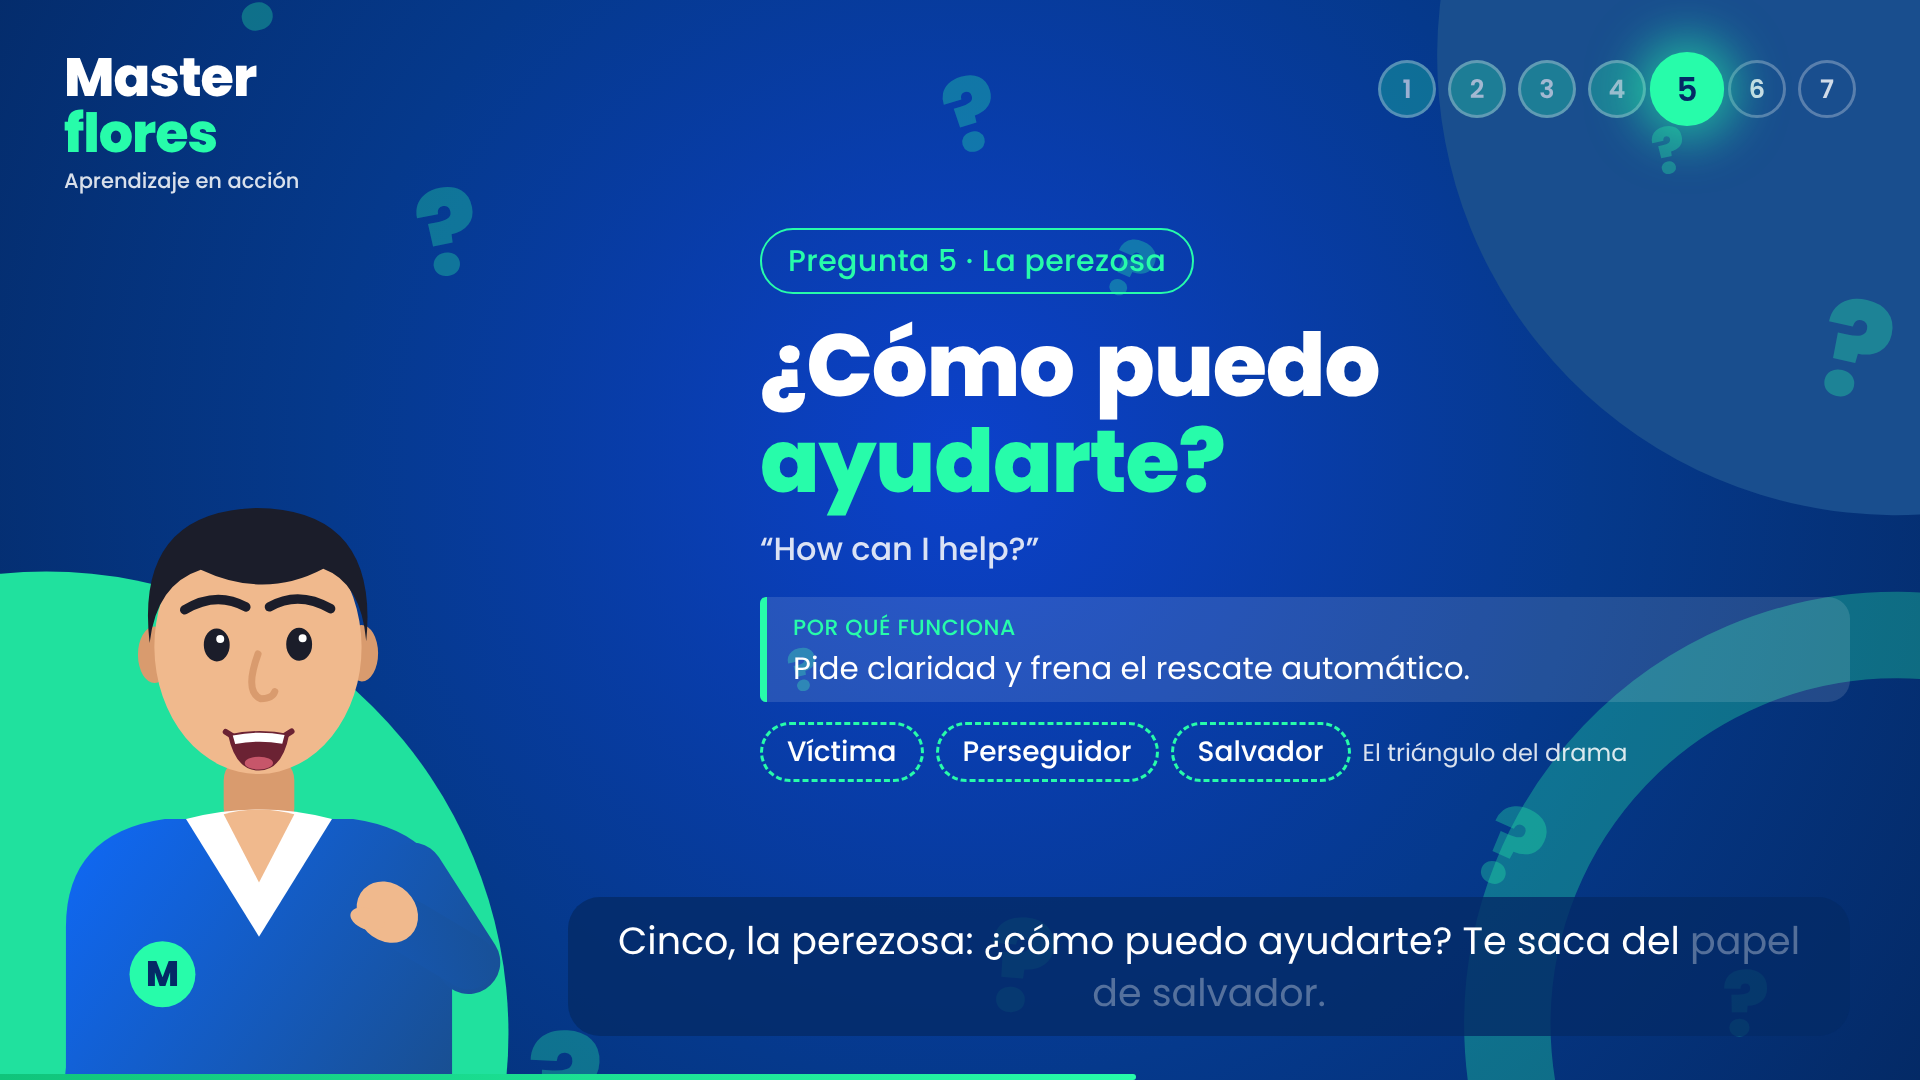 Master
flores
Aprendizaje en acción
1 2 3 4 5 6 7
Pregunta 5 · La perezosa
¿Cómo puedo
ayudarte?
“How can I help?”
POR QUÉ FUNCIONA
Pide claridad y frena el rescate automático.
Víctima Perseguidor Salvador El triángulo del drama
Cinco, la perezosa: ¿cómo puedo ayudarte? Te saca del papel
de salvador.
M